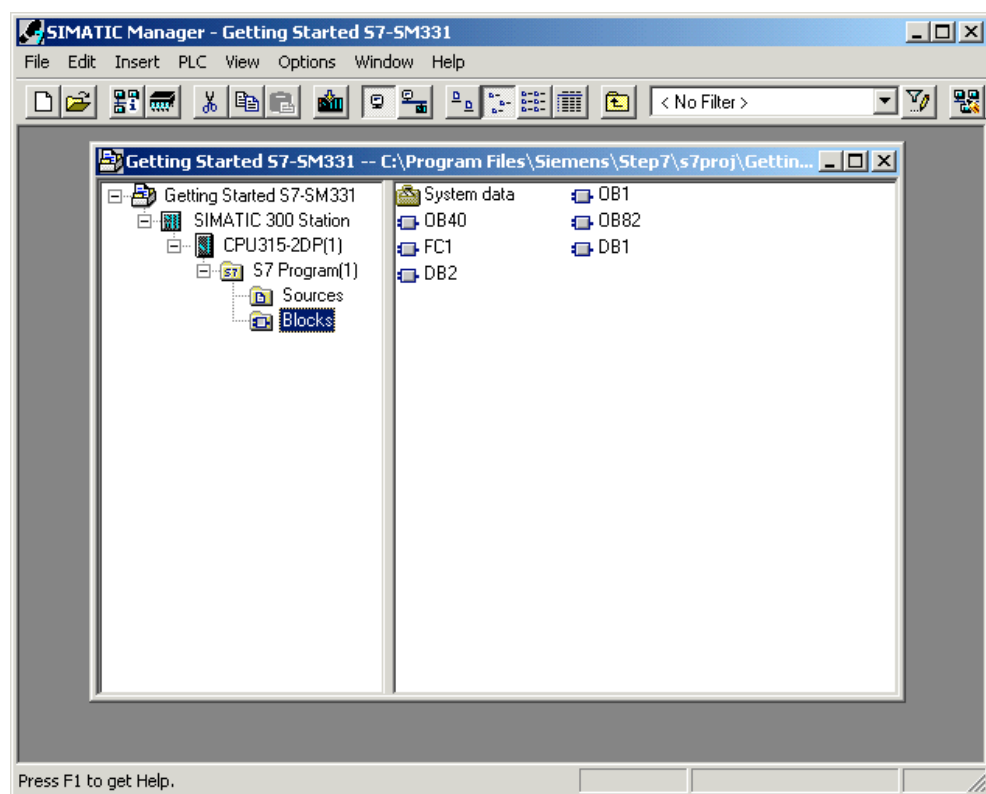 SIMATIC Manager - Getting Started S7-SM331
File Edit Insert PLC View Options Window Help
< No Filter >
Getting Started S7-SM331 -- C:\Program Files\Siemens\Step7\s7proj\Gettin...
Getting Started S7-SM331
SIMATIC 300 Station
CPU315-2DP(1)
S7 Program(1)
Sources
Blocks
System data
OB1
OB40
OB82
FC1
DB1
DB2
Press F1 to get Help.